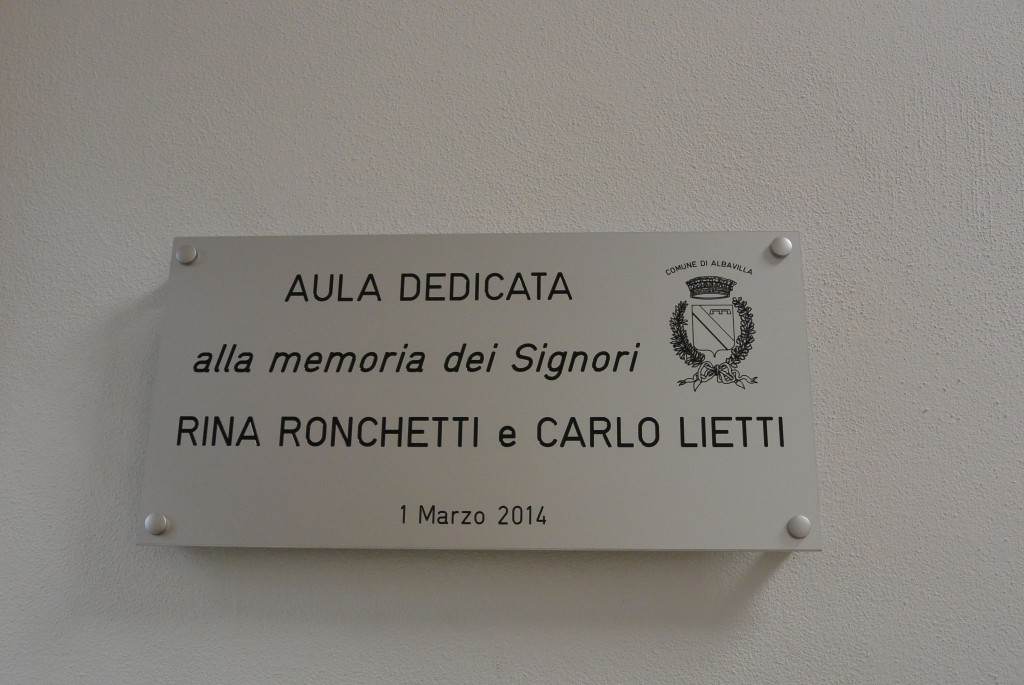 COMUNE DI ALBAVILLA
AULA DEDICATA
alla memoria dei Signori
RINA RONCHETTI e CARLO LIETTI
1 Marzo 2014